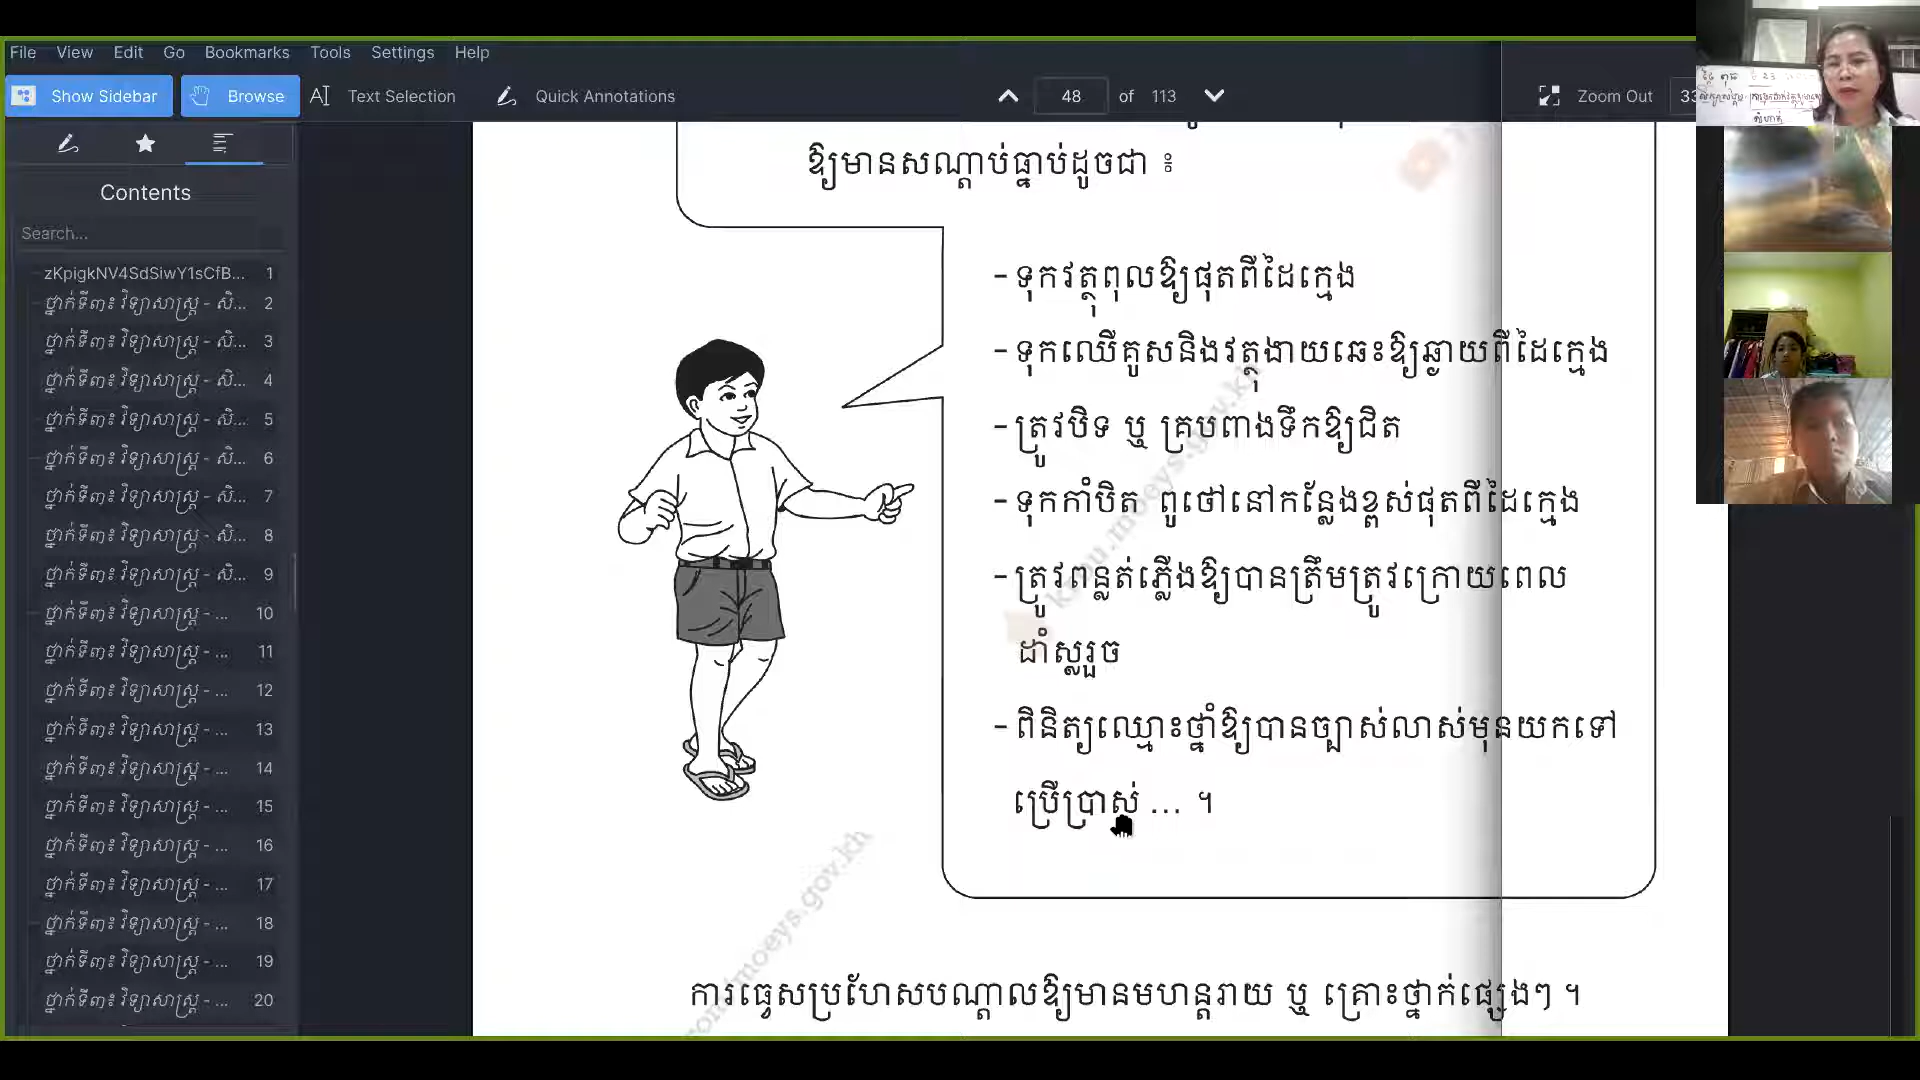 File View Edit Go Bookmarks Tools Settings Help
Show Sidebar Browse Text Selection Quick Annotations 48 of 113 Zoom Out 33
Contents
Search...
zKpigkNV4SdSiwY1sCfB... 1
ថ្នាក់ទី៣៖ វិទ្យាសាស្ត្រ - សិ... 2
ថ្នាក់ទី៣៖ វិទ្យាសាស្ត្រ - សិ... 3
ថ្នាក់ទី៣៖ វិទ្យាសាស្ត្រ - សិ... 4
ថ្នាក់ទី៣៖ វិទ្យាសាស្ត្រ - សិ... 5
ថ្នាក់ទី៣៖ វិទ្យាសាស្ត្រ - សិ... 6
ថ្នាក់ទី៣៖ វិទ្យាសាស្ត្រ - សិ... 7
ថ្នាក់ទី៣៖ វិទ្យាសាស្ត្រ - សិ... 8
ថ្នាក់ទី៣៖ វិទ្យាសាស្ត្រ - សិ... 9
ថ្នាក់ទី៣៖ វិទ្យាសាស្ត្រ - ... 10
ថ្នាក់ទី៣៖ វិទ្យាសាស្ត្រ - ... 11
ថ្នាក់ទី៣៖ វិទ្យាសាស្ត្រ - ... 12
ថ្នាក់ទី៣៖ វិទ្យាសាស្ត្រ - ... 13
ថ្នាក់ទី៣៖ វិទ្យាសាស្ត្រ - ... 14
ថ្នាក់ទី៣៖ វិទ្យាសាស្ត្រ - ... 15
ថ្នាក់ទី៣៖ វិទ្យាសាស្ត្រ - ... 16
ថ្នាក់ទី៣៖ វិទ្យាសាស្ត្រ - ... 17
ថ្នាក់ទី៣៖ វិទ្យាសាស្ត្រ - ... 18
ថ្នាក់ទី៣៖ វិទ្យាសាស្ត្រ - ... 19
ថ្នាក់ទី៣៖ វិទ្យាសាស្ត្រ - ... 20
ឱ្យមានសណ្ដាប់ធ្នាប់ដូចជា ៖
- ទុកវត្ថុពុលឱ្យផុតពីដៃក្មេង
- ទុកឈើគូសនិងវត្ថុងាយឆេះឱ្យឆ្ងាយពីដៃក្មេង
- ត្រូវបិទ ឬ គ្របពាងទឹកឱ្យជិត
- ទុកកាំបិត ពូថៅនៅកន្លែងខ្ពស់ផុតពីដៃក្មេង
- ត្រូវពន្លត់ភ្លើងឱ្យបានត្រឹមត្រូវក្រោយពេល
ដាំស្លរួច
- ពិនិត្យឈ្មោះថ្នាំឱ្យបានច្បាស់លាស់មុនយកទៅ
ប្រើប្រាស់ ... ។
ការធ្វេសប្រហែសបណ្ដាលឱ្យមានមហន្តរាយ ឬ គ្រោះថ្នាក់ផ្សេងៗ ។
krou.moeys.gov.kh